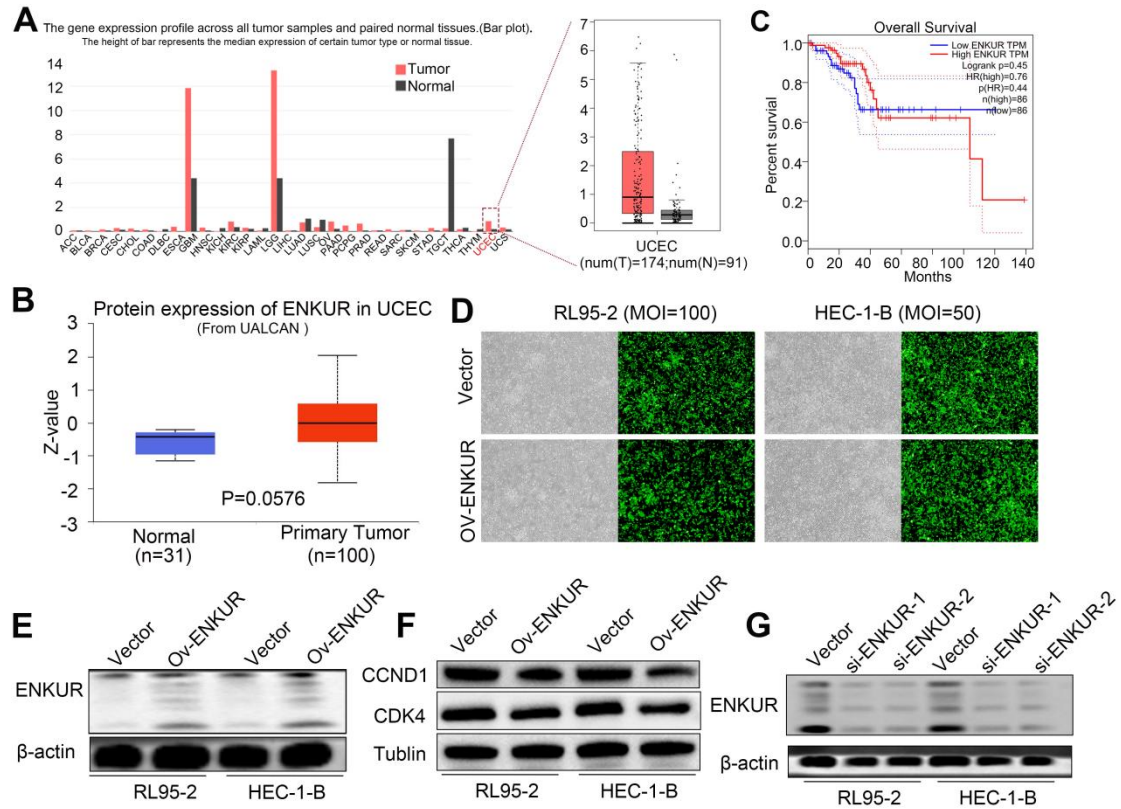 A
The gene expression profile across all tumor samples and paired normal tissues.(Bar plot).
The height of bar represents the median expression of certain tumor type or normal tissue.
14
12
10
8
6
4
2
0
Tumor
Normal
ACC
BLCA
BRCA
CESC
CHOL
COAD
DLBC
ESCA
GBM
HNSC
KICH
KIRC
KIRP
LAML
LGG
LIHC
LUAD
LUSC
OV
PAAD
PCPG
PRAD
READ
SARC
SKCM
STAD
TGCT
THCA
THYM
UCEC
UCS
7
6
5
4
3
2
1
0
UCEC
(num(T)=174;num(N)=91)
C
Overall Survival
Low ENKUR TPM
High ENKUR TPM
Logrank p=0.45
HR(high)=0.76
p(HR)=0.44
n(high)=86
n(low)=86
Percent survival
1.0
0.8
0.6
0.4
0.2
0.0
0 20 40 60 80 100 120 140
Months
B
Protein expression of ENKUR in UCEC
(From UALCAN )
Z-value
3
2
1
0
-1
-2
-3
P=0.0576
Normal
(n=31)
Primary Tumor
(n=100)
D
RL95-2 (MOI=100)
HEC-1-B (MOI=50)
Vector
OV-ENKUR
E
Vector
Ov-ENKUR
Vector
Ov-ENKUR
ENKUR
β-actin
RL95-2
HEC-1-B
F
Vector
Ov-ENKUR
Vector
Ov-ENKUR
CCND1
CDK4
Tublin
RL95-2
HEC-1-B
G
Vector
si-ENKUR-1
si-ENKUR-2
Vector
si-ENKUR-1
si-ENKUR-2
ENKUR
β-actin
RL95-2
HEC-1-B